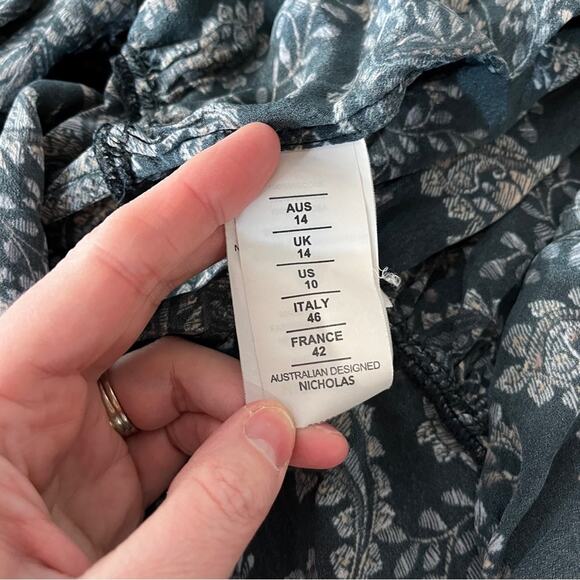 AUS
14
UK
14
US
10
ITALY
46
FRANCE
42
AUSTRALIAN DESIGNED
NICHOLAS